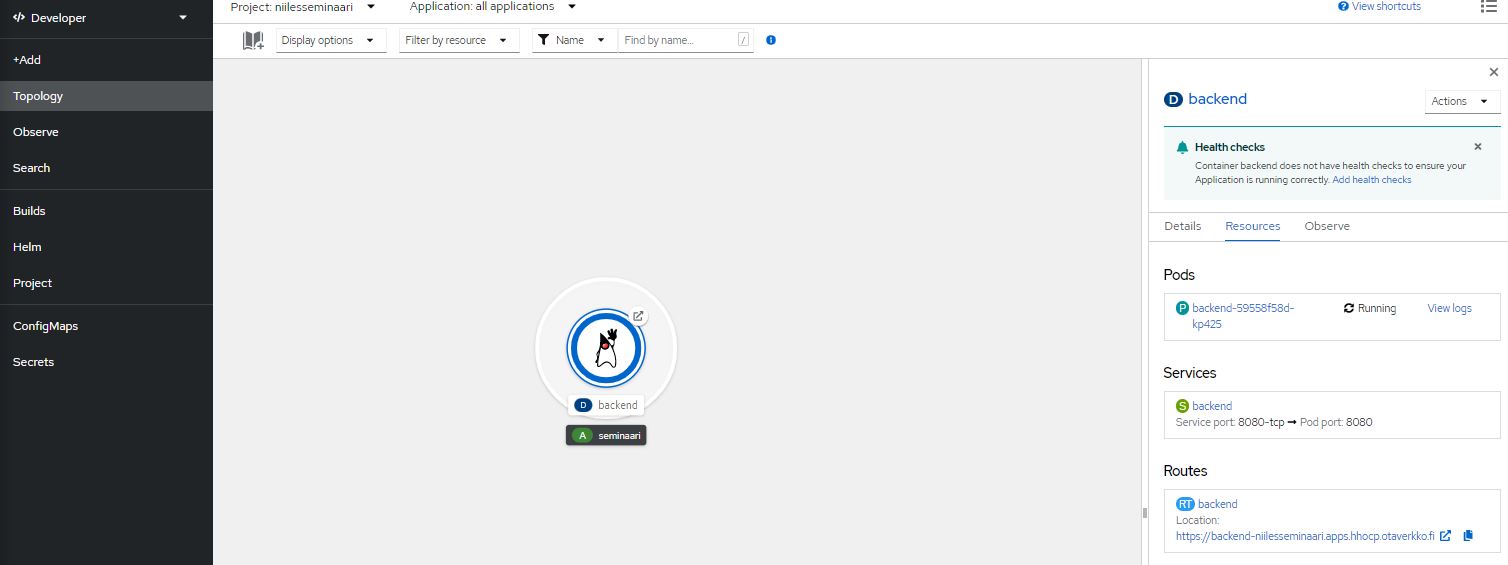 Developer
Project: niilesseminaari
Application: all applications
View shortcuts
+Add
Topology
Observe
Search
Builds
Helm
Project
ConfigMaps
Secrets
Display options
Filter by resource
Name
Find by name...
/
D backend
A seminaari
D backend
Actions
Health checks
Container backend does not have health checks to ensure your
Application is running correctly. Add health checks
Details
Resources
Observe
Pods
P backend-59558f58d-
kp425
Running
View logs
Services
S backend
Service port: 8080-tcp ➞ Pod port: 8080
Routes
RT backend
Location:
https://backend-niilesseminaari.apps.hhocp.otaverkko.fi